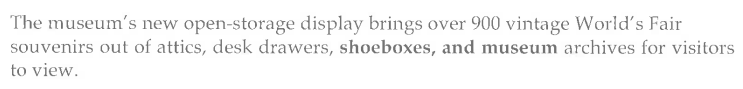 The museum's new open-storage display brings over 900 vintage World's Fair
souvenirs out of attics, desk drawers, shoeboxes, and museum archives for visitors
to view.